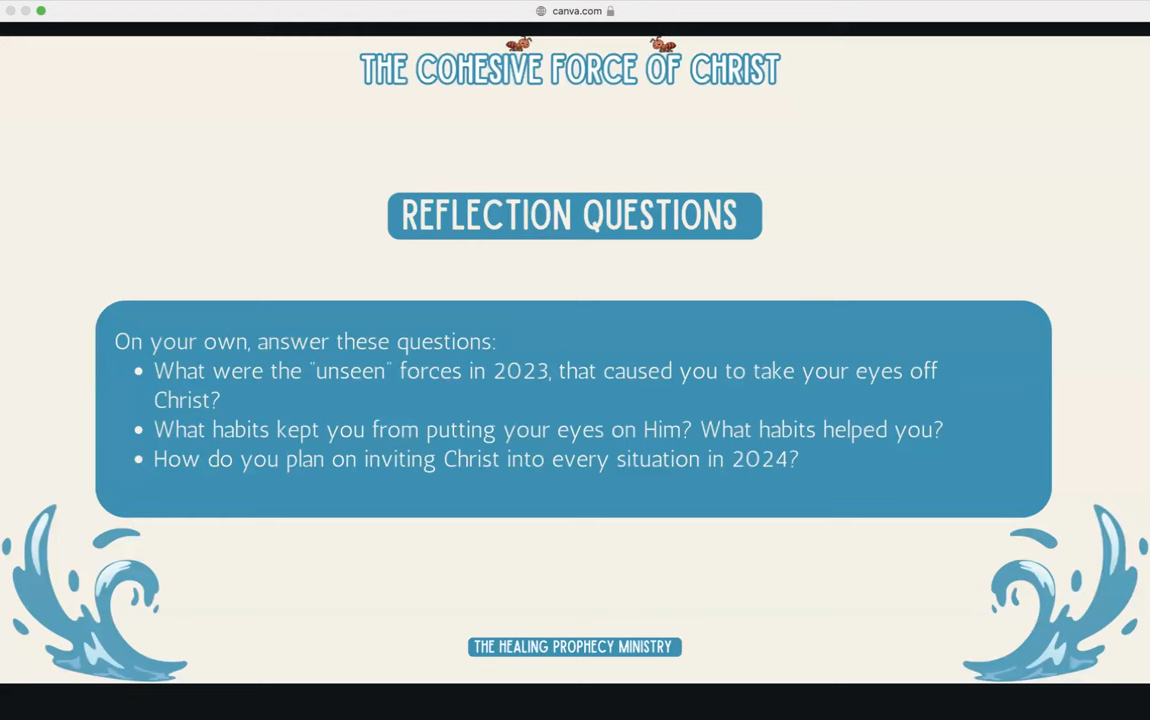 canva.com
THE COHESIVE FORCE OF CHRIST
REFLECTION QUESTIONS
On your own, answer these questions:
• What were the "unseen" forces in 2023, that caused you to take your eyes off
Christ?
• What habits kept you from putting your eyes on Him? What habits helped you?
• How do you plan on inviting Christ into every situation in 2024?
THE HEALING PROPHECY MINISTRY